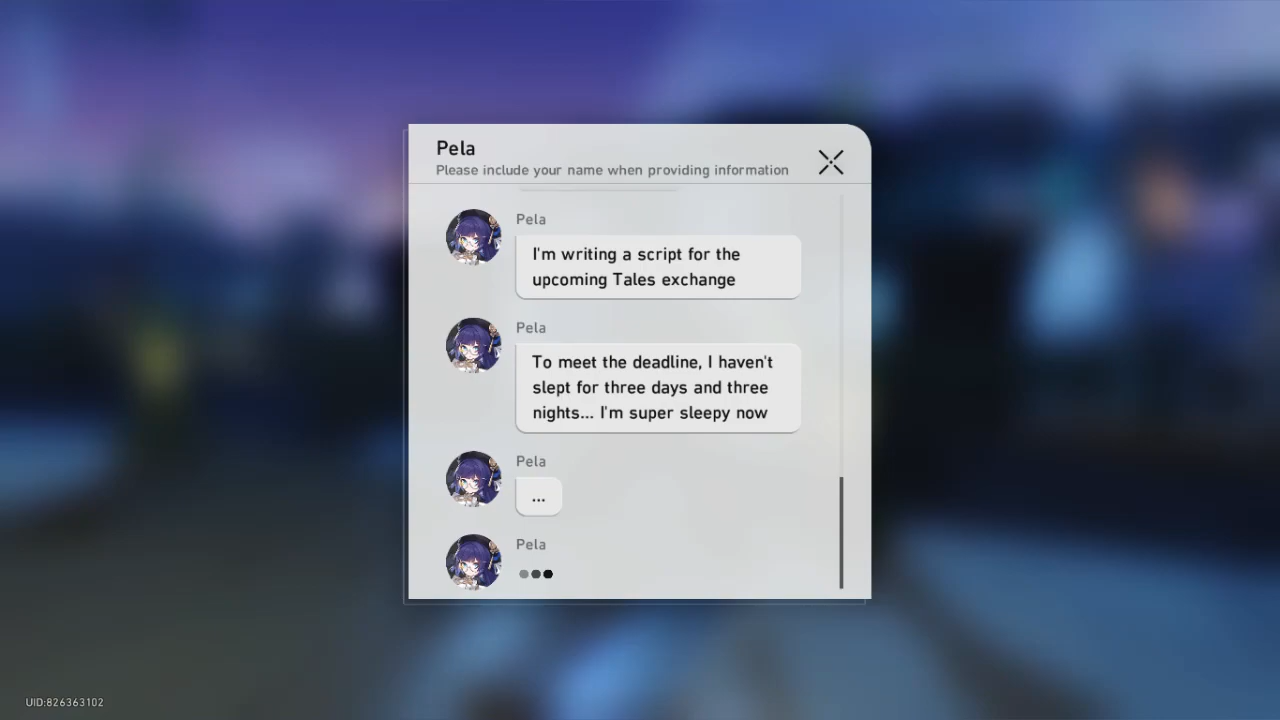 Pela
Please include your name when providing information
Pela
I'm writing a script for the
upcoming Tales exchange
Pela
To meet the deadline, I haven't
slept for three days and three
nights... I'm super sleepy now
Pela
...
Pela
UID:826363102